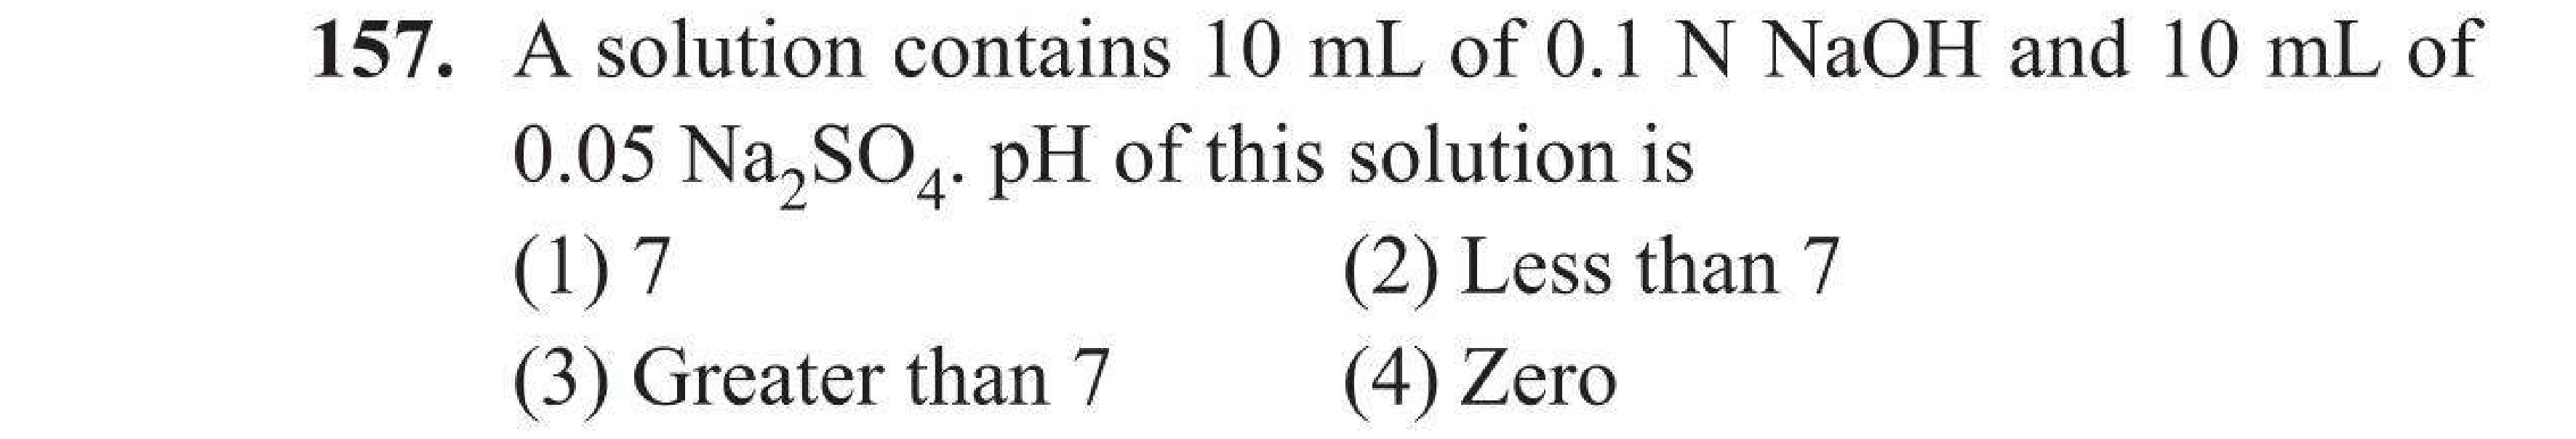 157. A solution contains 10 mL of 0.1 N NaOH and 10 mL of
0.05 Na₂SO₄. pH of this solution is
(1) 7 (2) Less than 7
(3) Greater than 7 (4) Zero